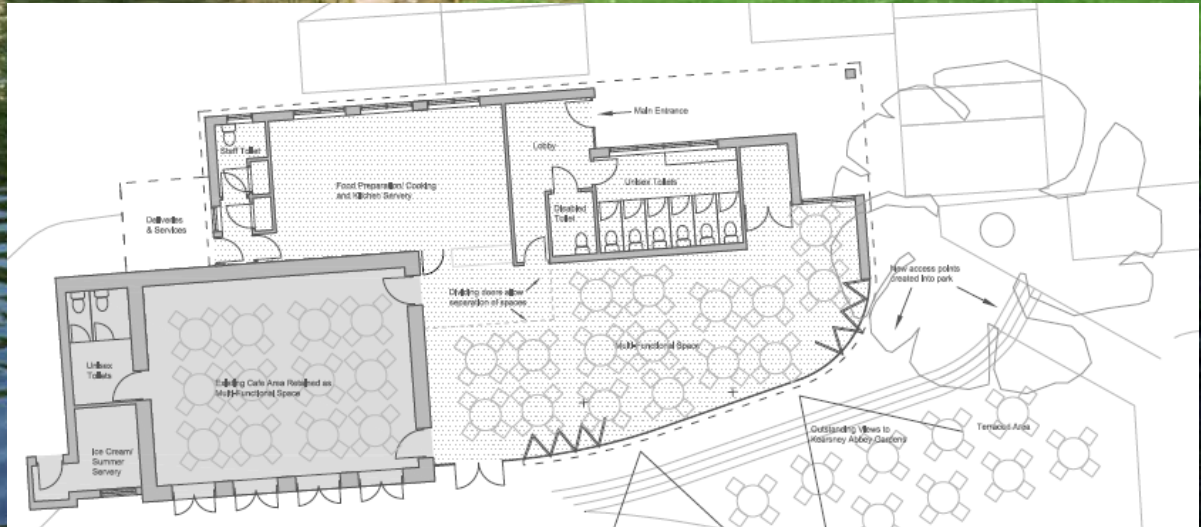 Main Entrance
Staff Toilet
Lobby
Food Preparation/ Cooking
and Kitchen Servery
Unisex Toilets
Disabled
Toilet
Deliveries
& Services
New access points
created into park
Dividing doors allow
separation of spaces
Multi-Functional Space
Unisex
Toilets
Existing Cafe Area Retained as
Multi-Functional Space
Outstanding Views to
Kearsney Abbey Gardens
Terraced Area
Ice Cream/
Summer
Servery